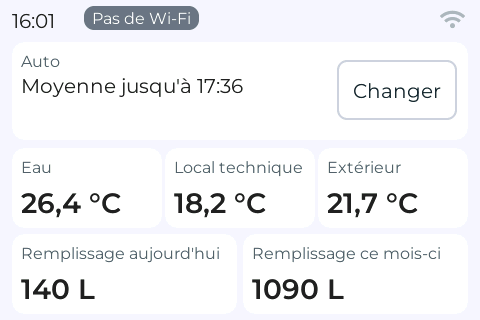 16:01 Pas de Wi-Fi
Auto
Moyenne jusqu'à 17:36
Changer
Eau
26,4 °C
Local technique
18,2 °C
Extérieur
21,7 °C
Remplissage aujourd'hui
140 L
Remplissage ce mois-ci
1090 L